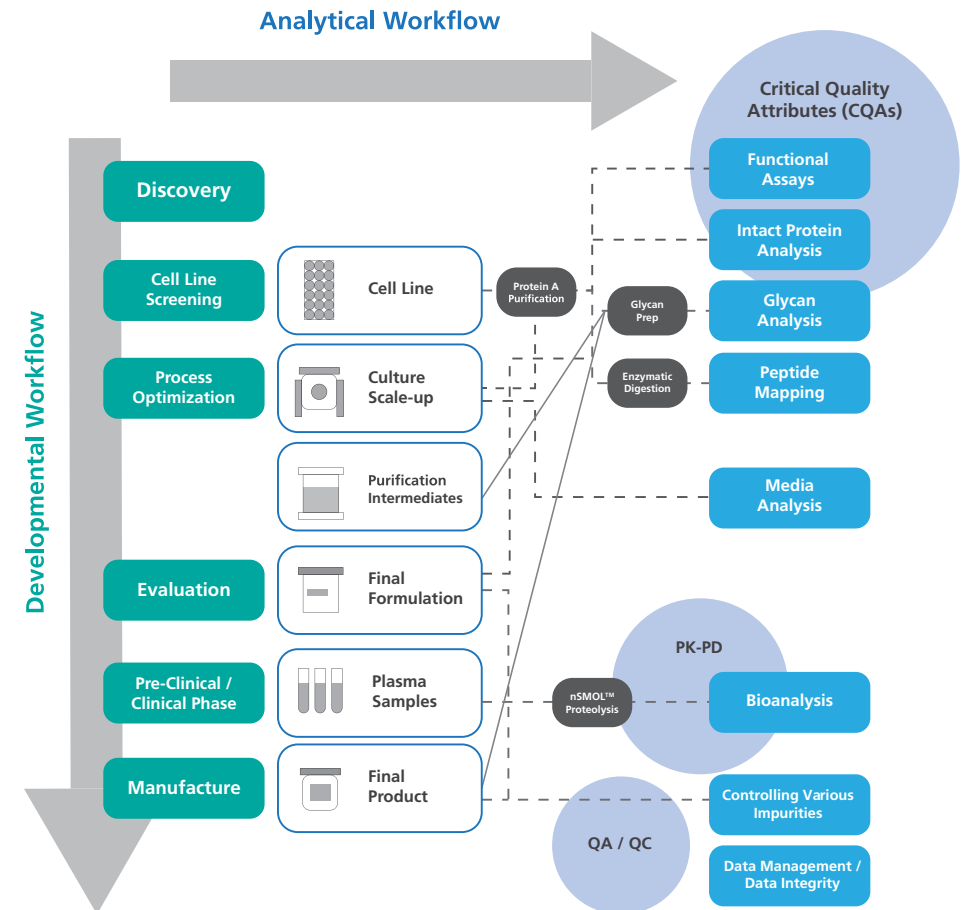 Analytical Workflow
Developmental Workflow
Critical Quality
Attributes (CQAs)
Discovery
Functional
Assays
Intact Protein
Analysis
Cell Line
Screening
Cell Line
Protein A
Purification
Glycan
Prep
Glycan
Analysis
Process
Optimization
Culture
Scale-up
Enzymatic
Digestion
Peptide
Mapping
Purification
Intermediates
Media
Analysis
Evaluation
Final
Formulation
PK-PD
Pre-Clinical /
Clinical Phase
Plasma
Samples
nSMOL™
Proteolysis
Bioanalysis
Manufacture
Final
Product
Controlling Various
Impurities
QA / QC
Data Management /
Data Integrity